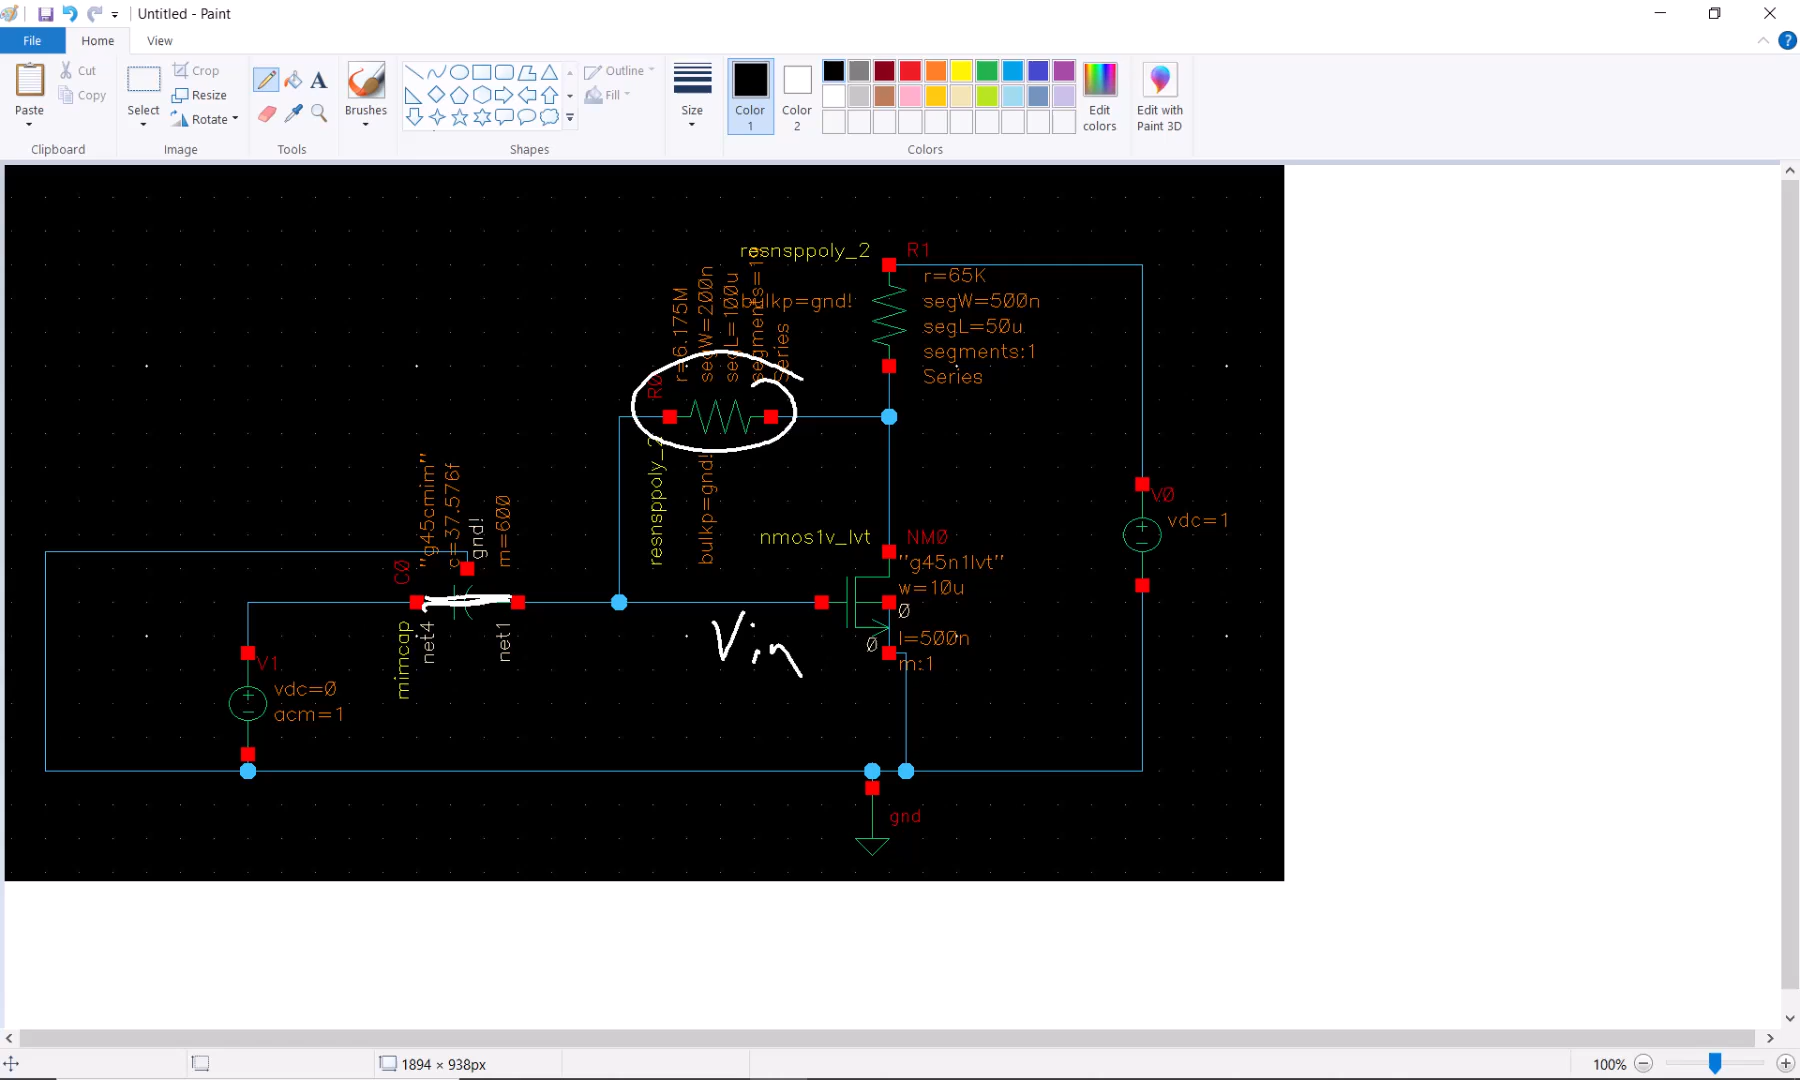 Untitled - Paint
File
Home
View
Paste
Cut
Copy
Clipboard
Select
Crop
Resize
Rotate
Image
Tools
Brushes
Shapes
Outline
Fill
Size
Color
1
Color
2
Edit
colors
Edit with
Paint 3D
Colors
resnsppoly_2
R1
r=65K
segW=500n
segL=50u
segments:1
Series
bulkp=gnd!
R0
r=6.175M
segW=200n
segL=100u
Series
bulkp=gnd!
V0
vdc=1
nmos1v_lvt
NM0
"g45n1lvt"
w=10u
0
0
l=500n
m:1
Vin
C0
"g45cmim"
c=37.576f
gnd!
m=600
mimcap
net4
net1
V1
vdc=0
acm=1
gnd
1894 × 938px
100%